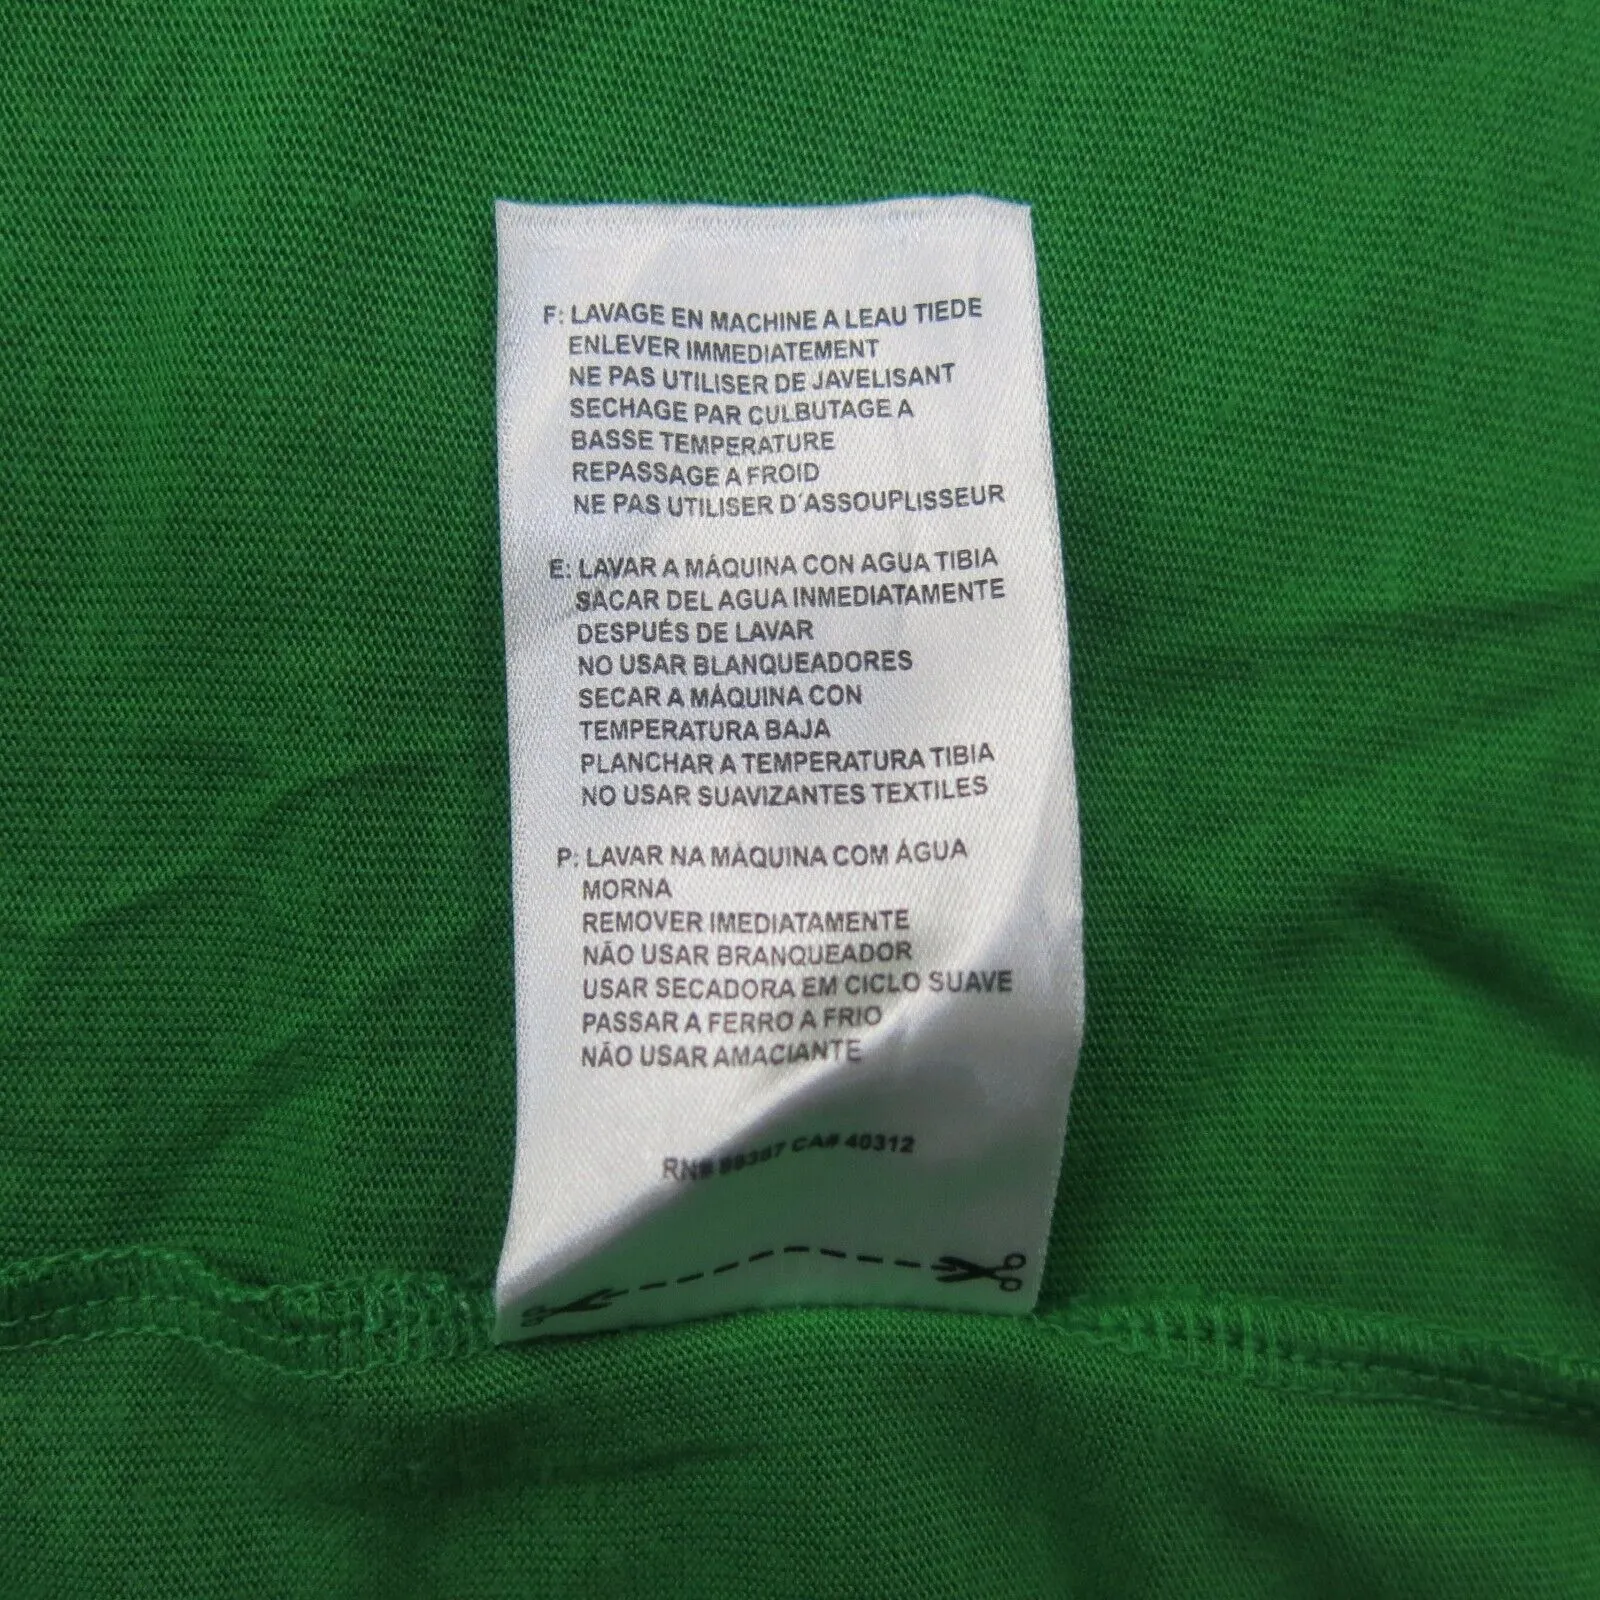 F: LAVAGE EN MACHINE A LEAU TIEDE
ENLEVER IMMEDIATEMENT
NE PAS UTILISER DE JAVELISANT
SECHAGE PAR CULBUTAGE A
BASSE TEMPERATURE
REPASSAGE A FROID
NE PAS UTILISER D'ASSOUPLISSEUR
E: LAVAR A MÁQUINA CON AGUA TIBIA
SACAR DEL AGUA INMEDIATAMENTE
DESPUÉS DE LAVAR
NO USAR BLANQUEADORES
SECAR A MÁQUINA CON
TEMPERATURA BAJA
PLANCHAR A TEMPERATURA TIBIA
NO USAR SUAVIZANTES TEXTILES
P: LAVAR NA MÁQUINA COM ÁGUA
MORNA
REMOVER IMEDIATAMENTE
NÃO USAR BRANQUEADOR
USAR SECADORA EM CICLO SUAVE
PASSAR A FERRO A FRIO
NÃO USAR AMACIANTE
RN# CA# 40312